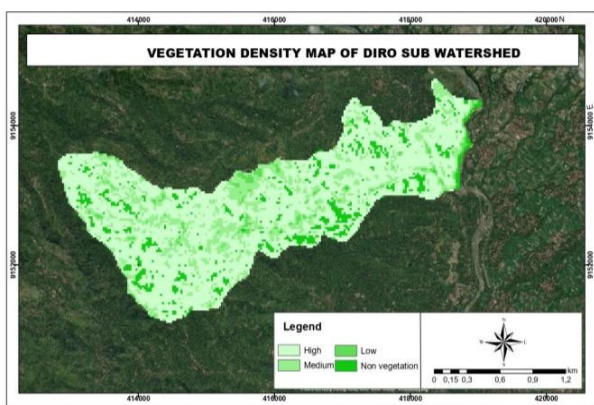 414000 416000 418000 420000 N
VEGETATION DENSITY MAP OF DIRO SUB WATERSHED
9154000 9154000 E
9152000 9152000
Legend
High Low
Medium Non vegetation
N
W E
S
km
0 0,15 0,3 0,6 0,9 1,2
414000 416000 418000 420000